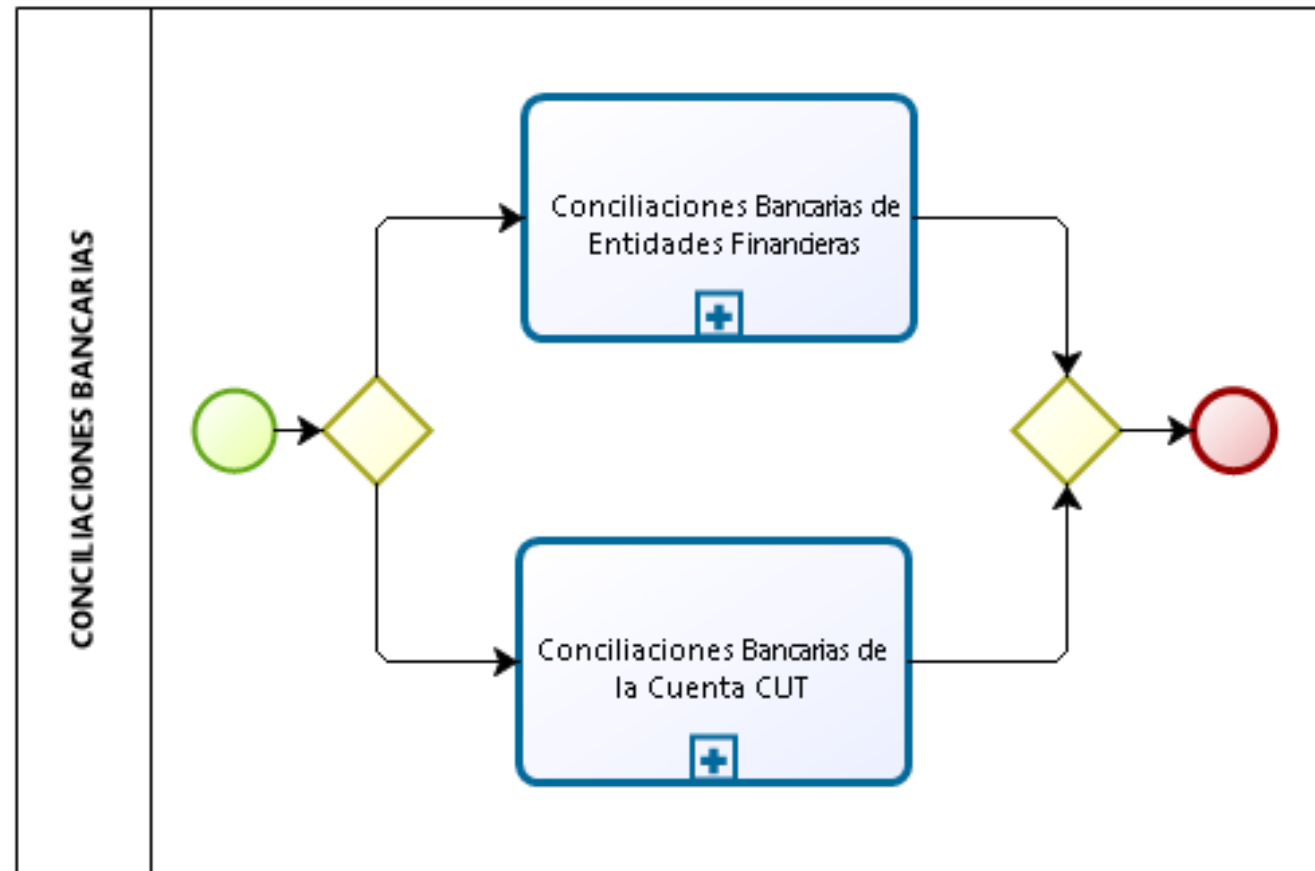 CONCILIACIONES BANCARIAS
Conciliaciones Bancarias de
Entidades Financieras
Conciliaciones Bancarias de
la Cuenta CUT